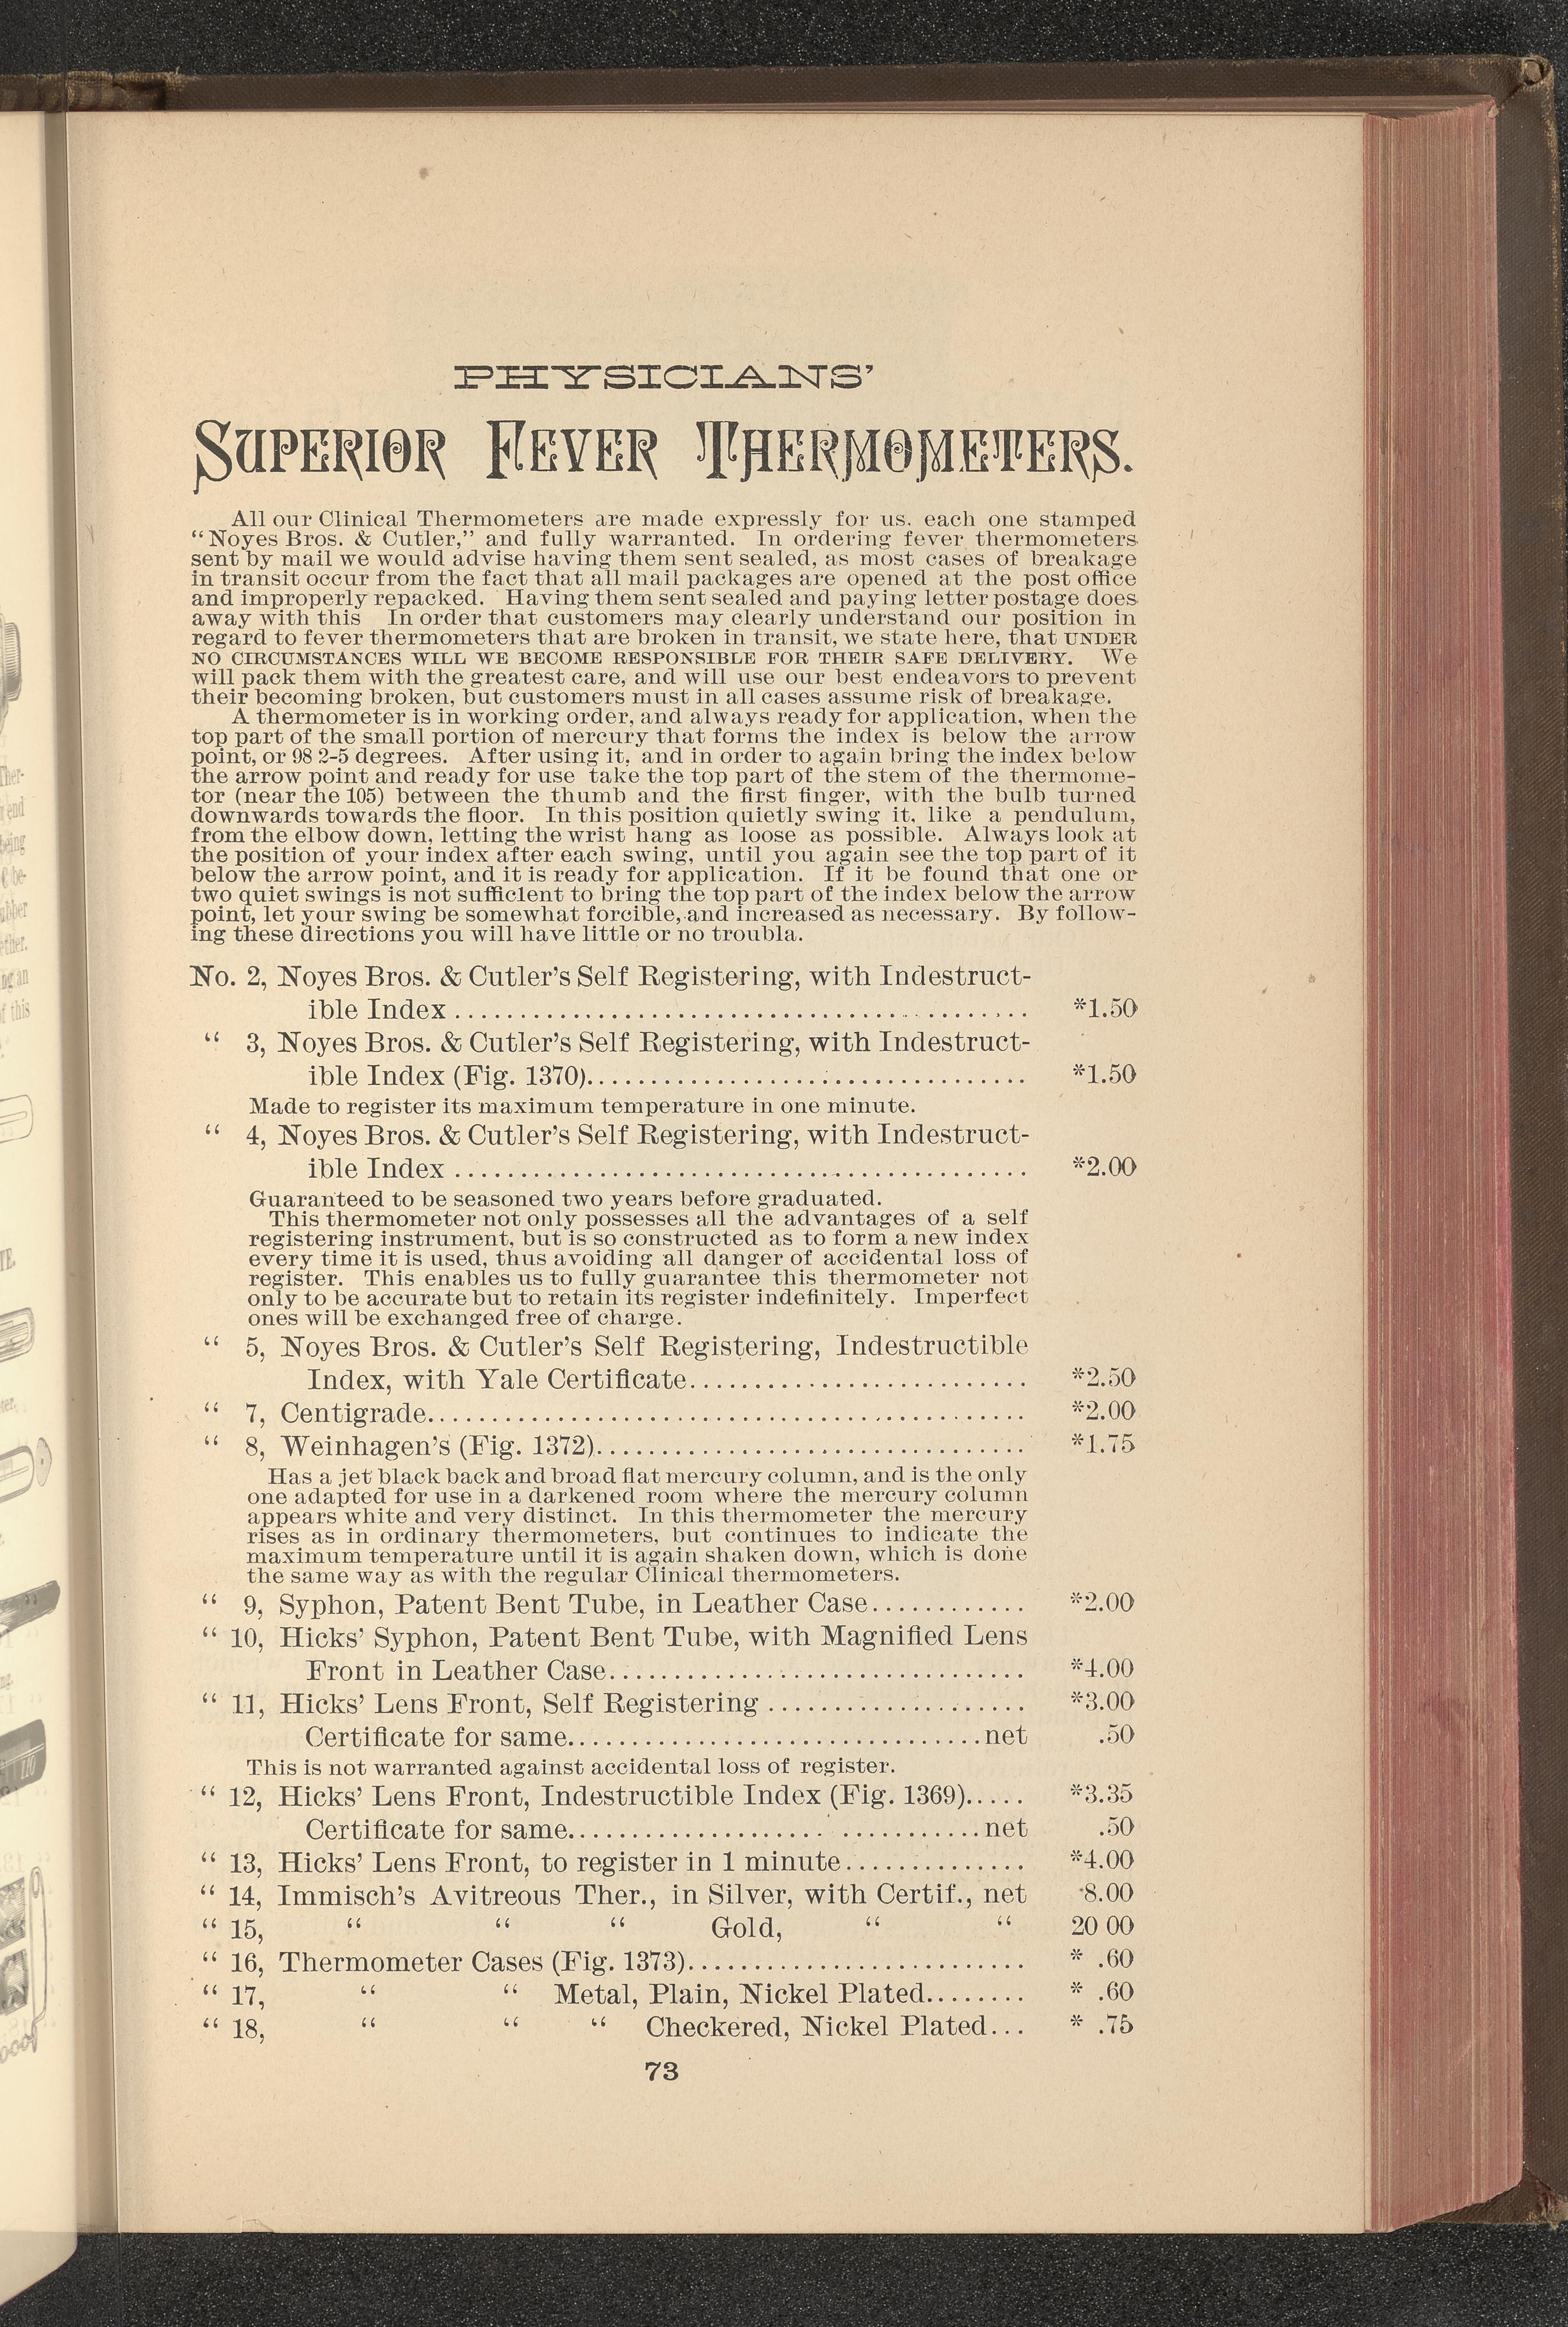 PHYSICIANS'
SUPERIOR FEVER THERMOMETERS.
All our Clinical Thermometers are made expressly for us. each one stamped
"Noyes Bros. & Cutler," and fully warranted. In ordering fever thermometers
sent by mail we would advise having them sent sealed, as most cases of breakage
in transit occur from the fact that all mail packages are opened at the post office
and improperly repacked. Having them sent sealed and paying letter postage does
away with this In order that customers may clearly understand our position in
regard to fever thermometers that are broken in transit, we state here, that UNDER
NO CIRCUMSTANCES WILL WE BECOME RESPONSIBLE FOR THEIR SAFE DELIVERY. We
will pack them with the greatest care, and will use our best endeavors to prevent
their becoming broken, but customers must in all cases assume risk of breakage.
A thermometer is in working order, and always ready for application, when the
top part of the small portion of mercury that forms the index is below the arrow
point, or 98 2-5 degrees. After using it, and in order to again bring the index below
the arrow point and ready for use take the top part of the stem of the thermome-
tor (near the 105) between the thumb and the first finger, with the bulb turned
downwards towards the floor. In this position quietly swing it, like a pendulum,
from the elbow down, letting the wrist hang as loose as possible. Always look at
the position of your index after each swing, until you again see the top part of it
below the arrow point, and it is ready for application. If it be found that one or
two quiet swings is not sufficient to bring the top part of the index below the arrow
point, let your swing be somewhat forcible, and increased as necessary. By follow-
ing these directions you will have little or no troubla.
No. 2, Noyes Bros. & Cutler's Self Registering, with Indestruct-
ible Index ............................................ *1.50
" 3, Noyes Bros. & Cutler's Self Registering, with Indestruct-
ible Index (Fig. 1370).................................. *1.50
Made to register its maximum temperature in one minute.
" 4, Noyes Bros. & Cutler's Self Registering, with Indestruct-
ible Index ............................................ *2.00
Guaranteed to be seasoned two years before graduated.
This thermometer not only possesses all the advantages of a self
registering instrument, but is so constructed as to form a new index
every time it is used, thus avoiding all danger of accidental loss of
register. This enables us to fully guarantee this thermometer not
only to be accurate but to retain its register indefinitely. Imperfect
ones will be exchanged free of charge.
" 5, Noyes Bros. & Cutler's Self Registering, Indestructible
Index, with Yale Certificate.......................... *2.50
" 7, Centigrade............................................... *2.00
" 8, Weinhagen's (Fig. 1372).................................. *1.75
Has a jet black back and broad flat mercury column, and is the only
one adapted for use in a darkened room where the mercury column
appears white and very distinct. In this thermometer the mercury
rises as in ordinary thermometers, but continues to indicate the
maximum temperature until it is again shaken down, which is done
the same way as with the regular Clinical thermometers.
" 9, Syphon, Patent Bent Tube, in Leather Case............ *2.00
" 10, Hicks' Syphon, Patent Bent Tube, with Magnified Lens
Front in Leather Case................................ *4.00
" 11, Hicks' Lens Front, Self Registering .................... *3.00
Certificate for same................................net .50
This is not warranted against accidental loss of register.
" 12, Hicks' Lens Front, Indestructible Index (Fig. 1369)..... *3.35
Certificate for same................................net .50
" 13, Hicks' Lens Front, to register in 1 minute.............. *4.00
" 14, Immisch's Avitreous Ther., in Silver, with Certif., net 8.00
" 15, " " " Gold, " " 20 00
" 16, Thermometer Cases (Fig. 1373).......................... * .60
" 17, " " Metal, Plain, Nickel Plated........ * .60
" 18, " " " Checkered, Nickel Plated... * .75
73